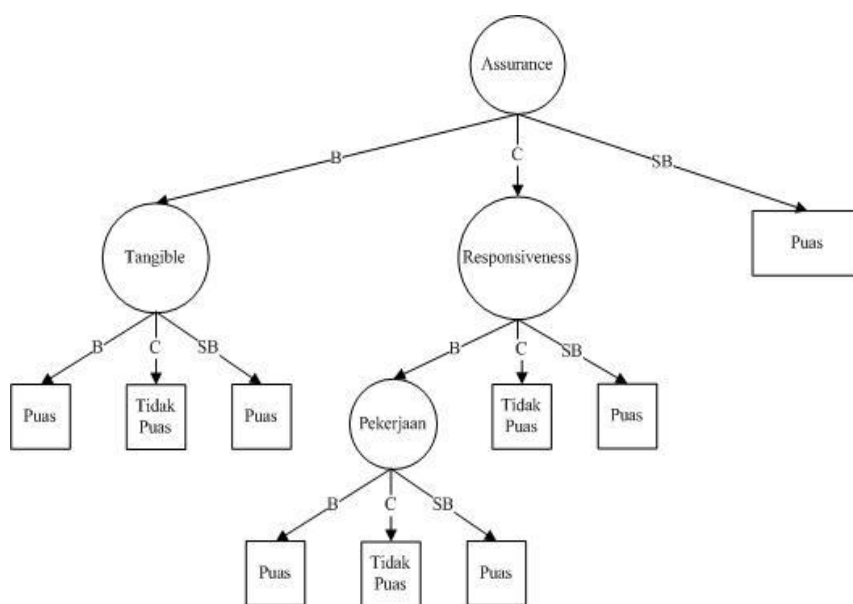 Assurance
B
C
SB
Tangible
Responsiveness
Puas
B
C
SB
B
C
SB
Puas
Tidak
Puas
Puas
Pekerjaan
Tidak
Puas
Puas
B
C
SB
Puas
Tidak
Puas
Puas